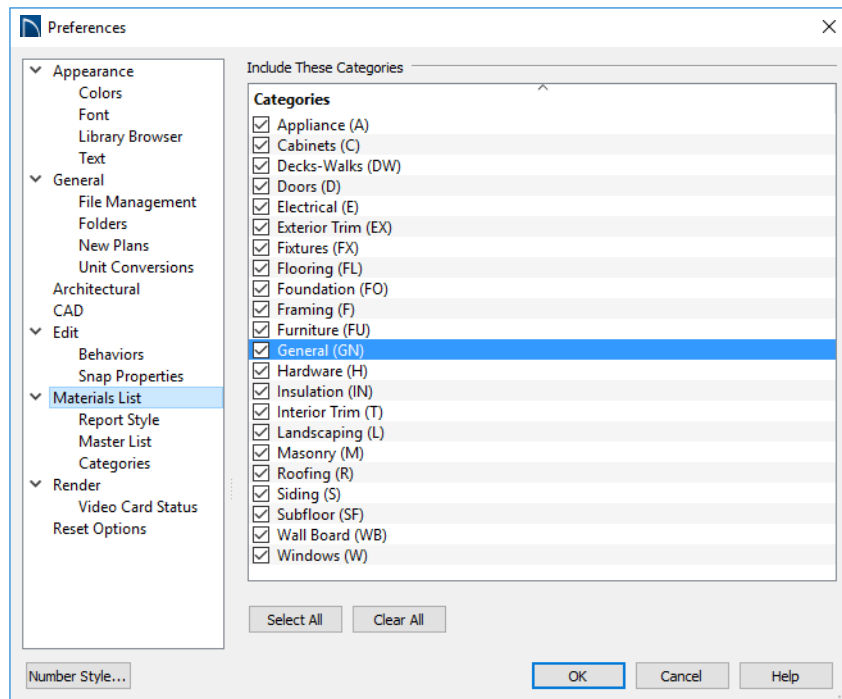 Preferences
Appearance
Colors
Font
Library Browser
Text
General
File Management
Folders
New Plans
Unit Conversions
Architectural
CAD
Edit
Behaviors
Snap Properties
Materials List
Report Style
Master List
Categories
Render
Video Card Status
Reset Options
Include These Categories
Categories
Appliance (A)
Cabinets (C)
Decks-Walks (DW)
Doors (D)
Electrical (E)
Exterior Trim (EX)
Fixtures (FX)
Flooring (FL)
Foundation (FO)
Framing (F)
Furniture (FU)
General (GN)
Hardware (H)
Insulation (IN)
Interior Trim (T)
Landscaping (L)
Masonry (M)
Roofing (R)
Siding (S)
Subfloor (SF)
Wall Board (WB)
Windows (W)
Select All Clear All
Number Style... OK Cancel Help